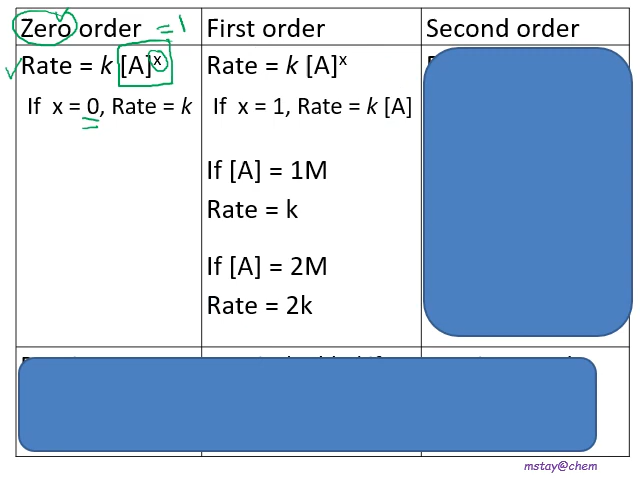 Zero order = 1
First order
Second order
Rate = k [A]ˣ
If x = 0, Rate = k
Rate = k [A]ˣ
If x = 1, Rate = k [A]
If [A] = 1M
Rate = k
If [A] = 2M
Rate = 2k
mstay@chem